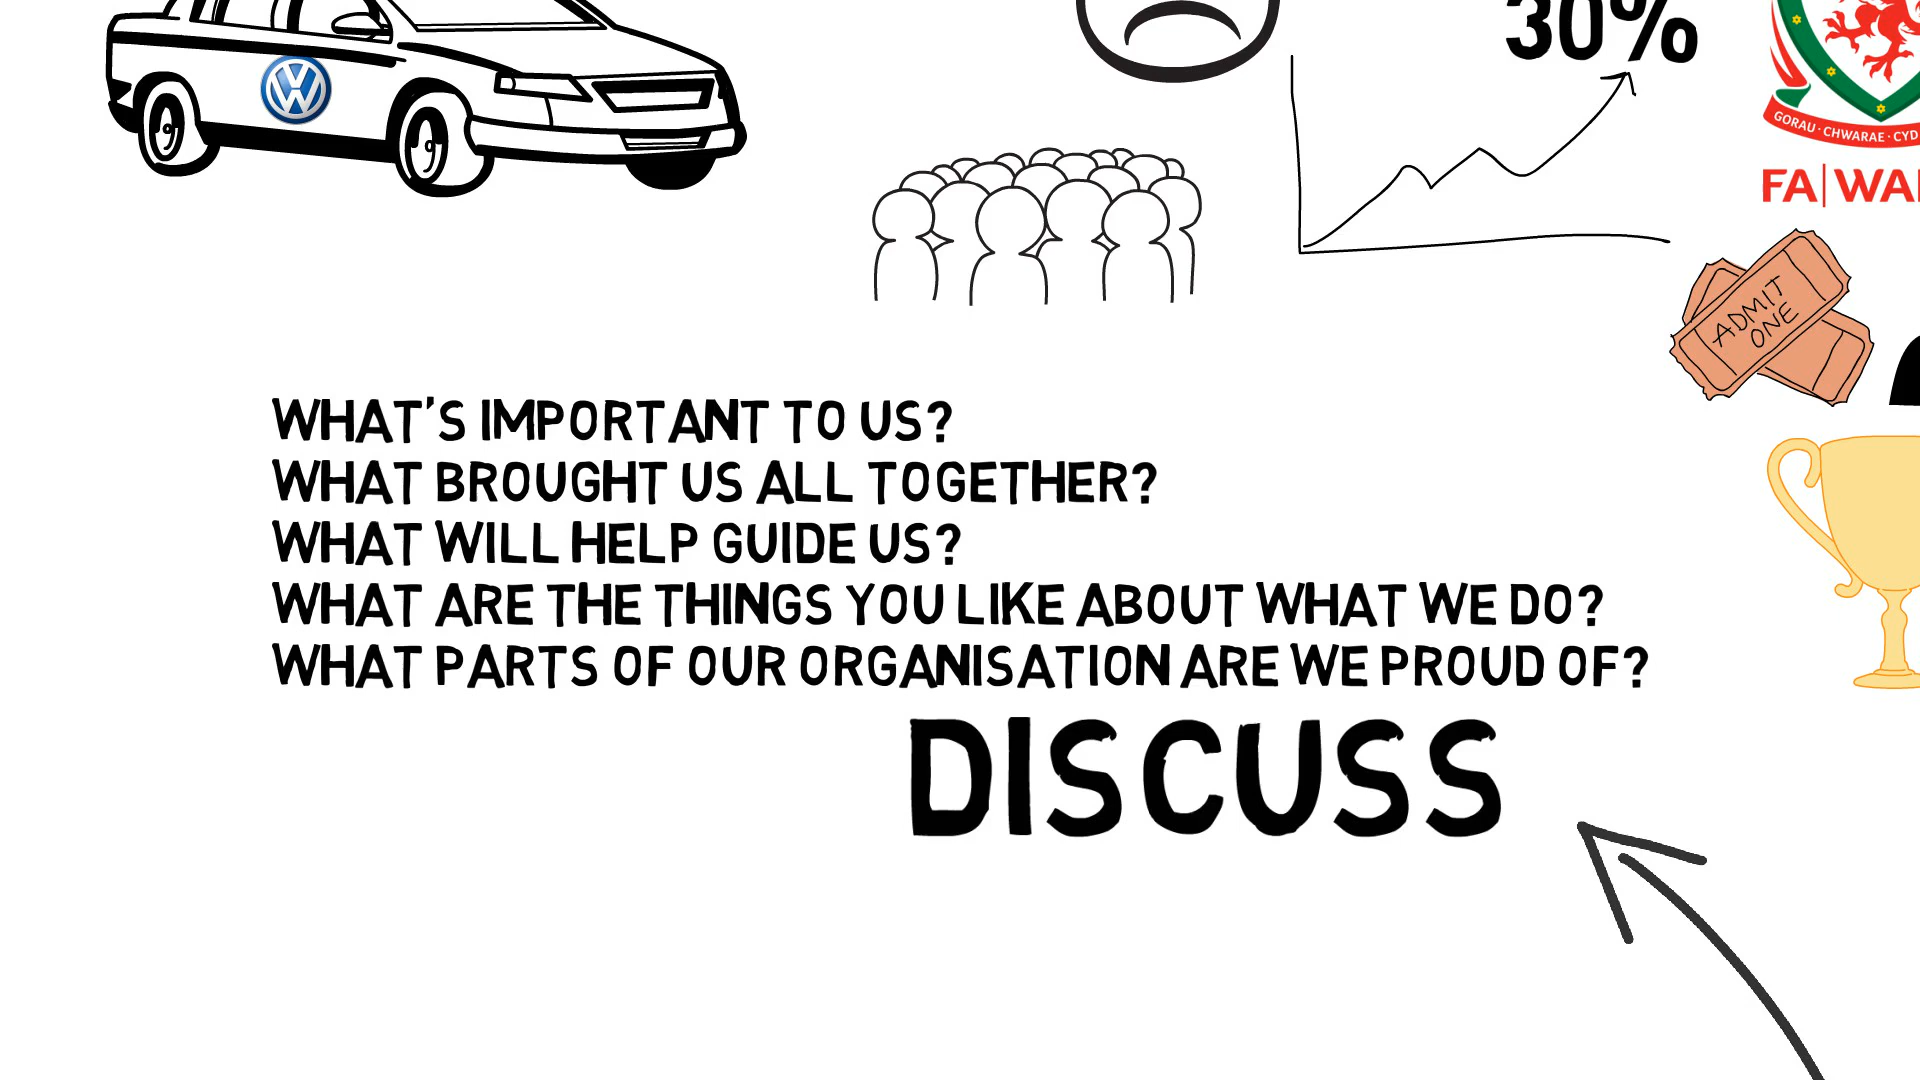 30%
GORAU · CHWARAE · CYD
FA|WA
ADMIT
ONE
WHAT'S IMPORTANT TO US?
WHAT BROUGHT US ALL TOGETHER?
WHAT WILL HELP GUIDE US?
WHAT ARE THE THINGS YOU LIKE ABOUT WHAT WE DO?
WHAT PARTS OF OUR ORGANISATION ARE WE PROUD OF?
DISCUSS